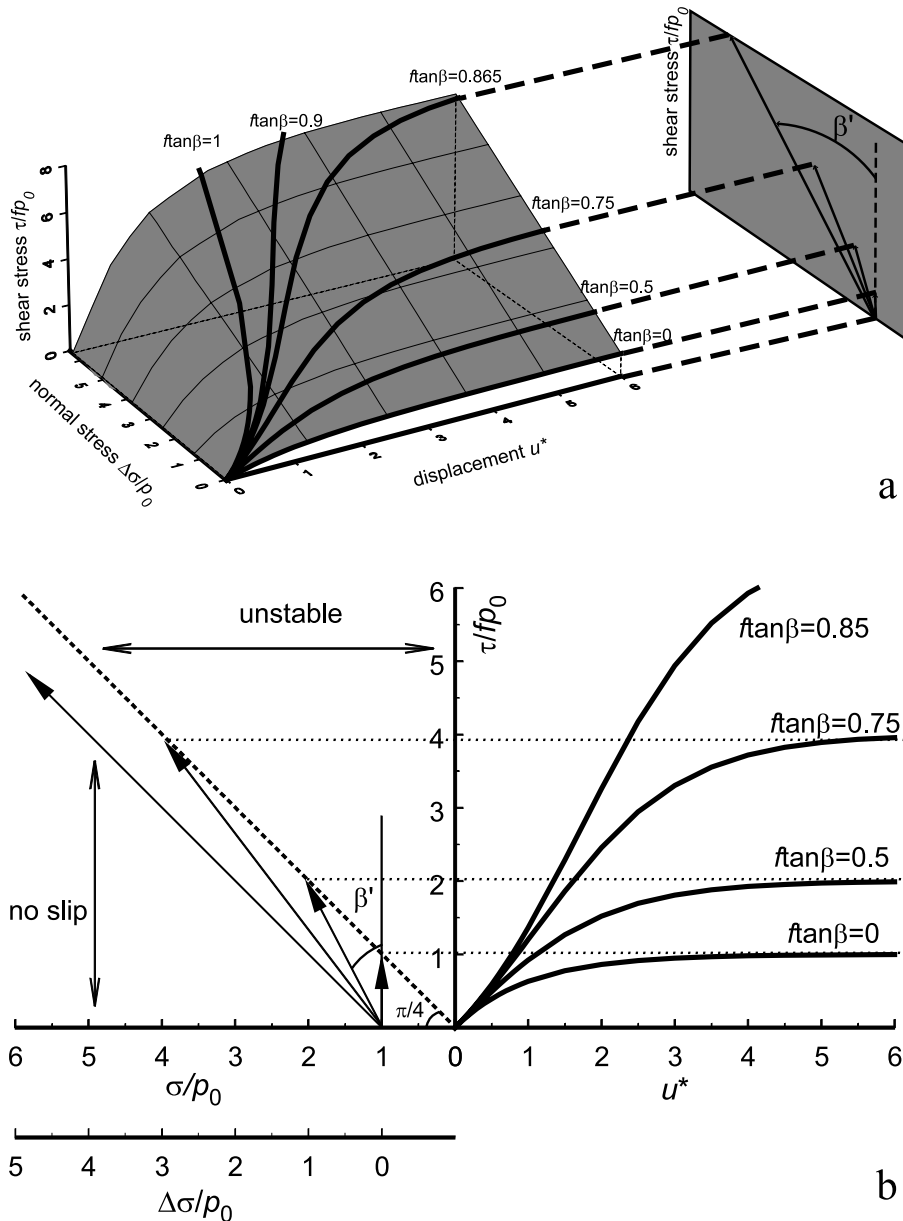 shear stress τ/fp0
ftanβ=0.865
β'
ftanβ=0.9
ftanβ=1
ftanβ=0.75
ftanβ=0.5
ftanβ=0
shear stress τ/fp0
8
6
4
2
0
normal stress Δσ/p0
5
4
3
2
1
0
displacement u*
0
1
2
3
4
5
6
a
unstable
no slip
β'
π/4
τ/fp0
6
5
4
3
2
1
ftanβ=0.85
ftanβ=0.75
ftanβ=0.5
ftanβ=0
6 5 4 3 2 1 0 1 2 3 4 5 6
σ/p0 u*
5 4 3 2 1 0
Δσ/p0
b